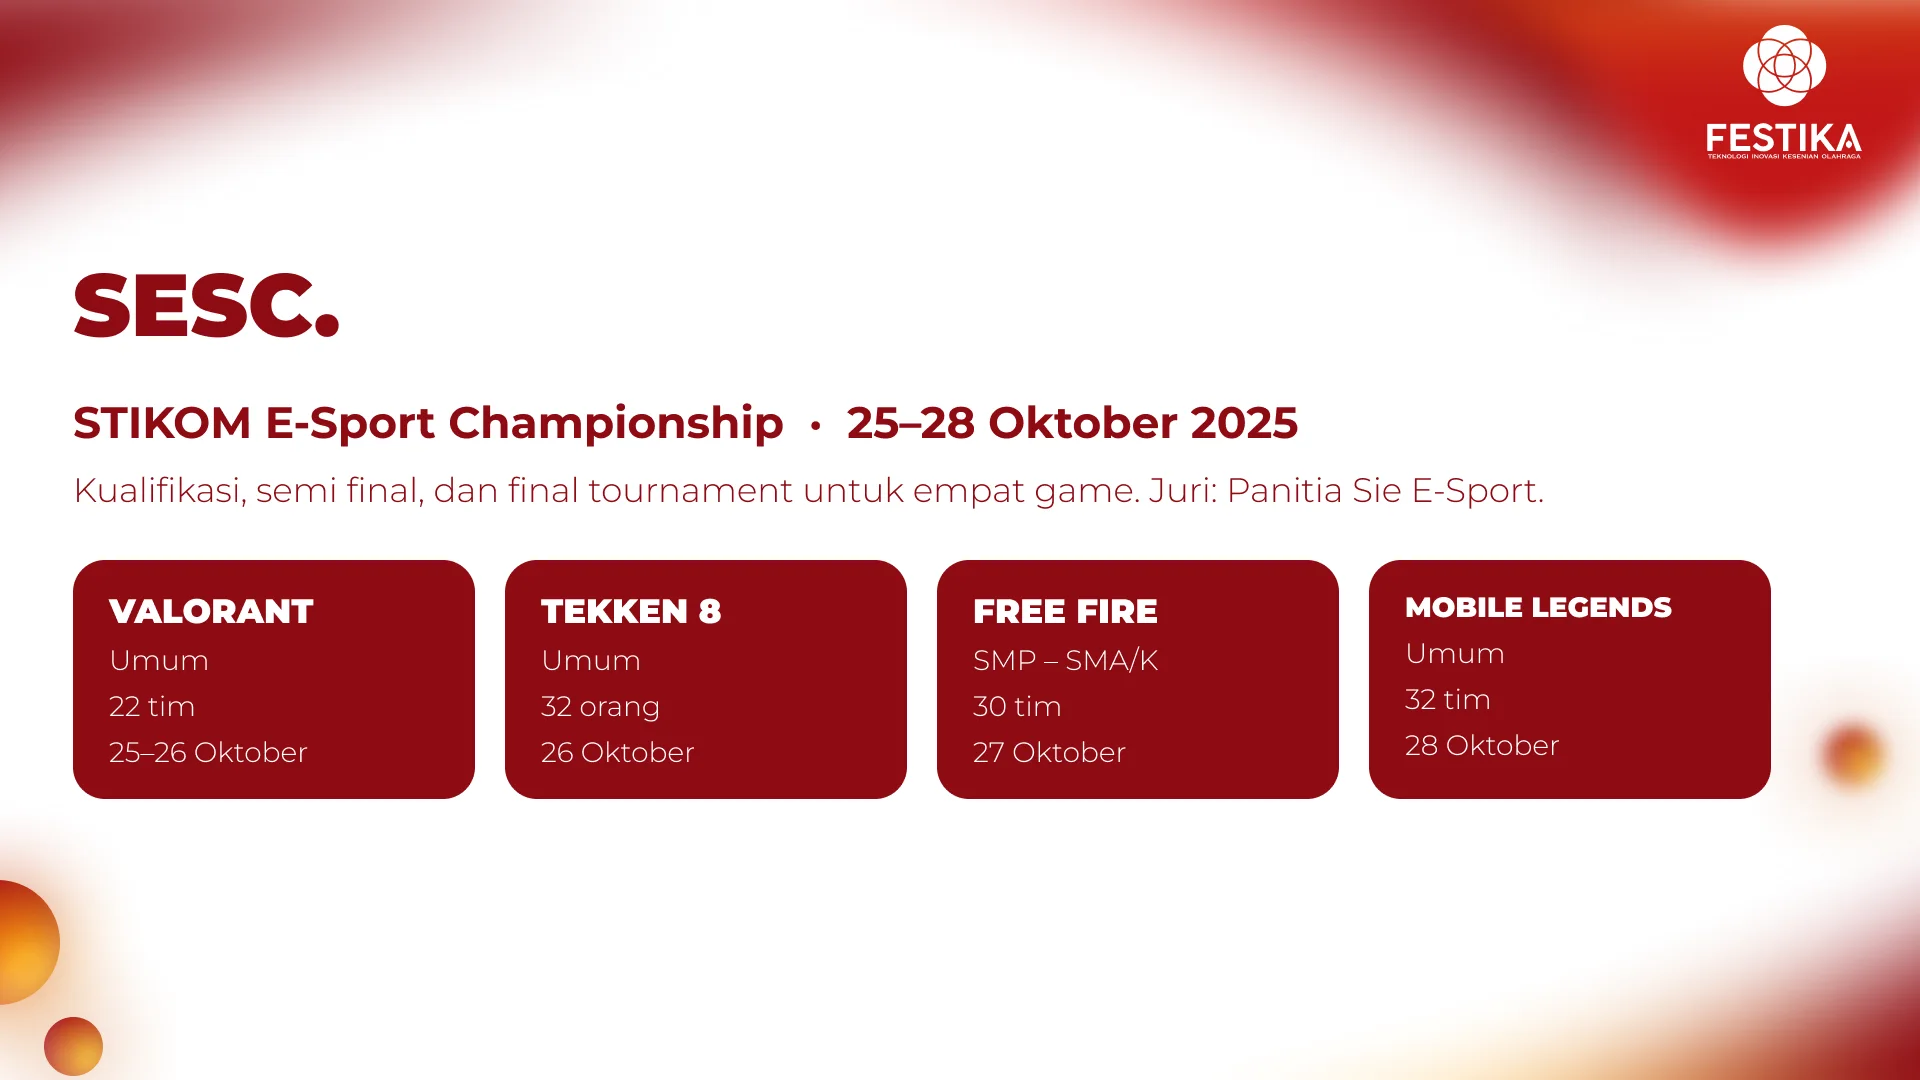 FESTIKA
TEKNOLOGI INOVASI KESENIAN OLAHRAGA
SESC.
STIKOM E-Sport Championship · 25–28 Oktober 2025
Kualifikasi, semi final, dan final tournament untuk empat game. Juri: Panitia Sie E-Sport.
VALORANT
Umum
22 tim
25–26 Oktober
TEKKEN 8
Umum
32 orang
26 Oktober
FREE FIRE
SMP – SMA/K
30 tim
27 Oktober
MOBILE LEGENDS
Umum
32 tim
28 Oktober